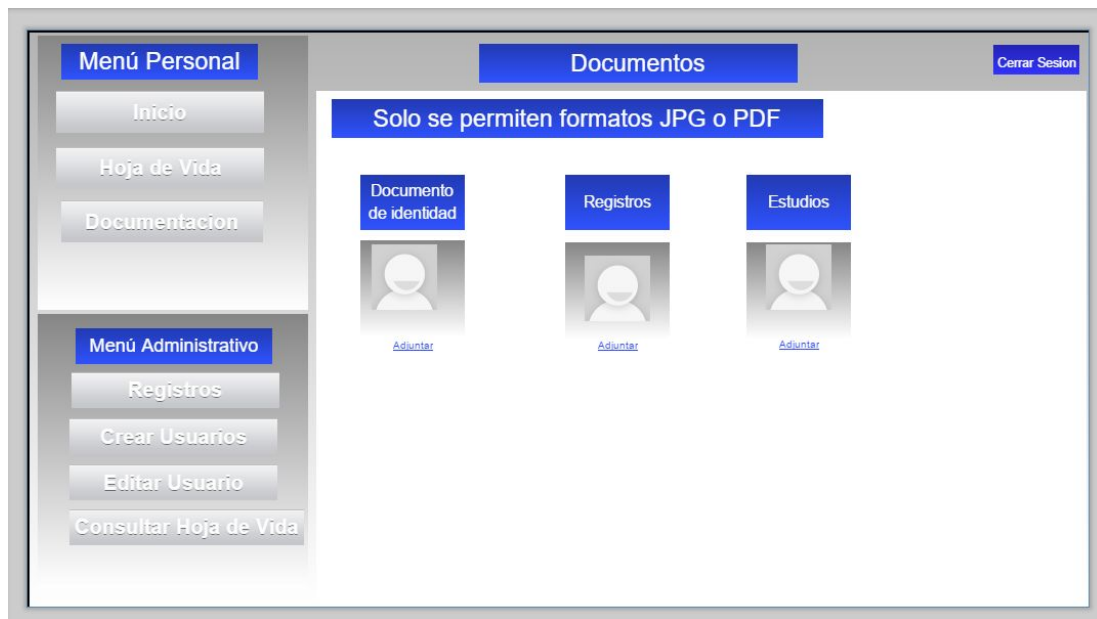 Menú Personal
Inicio
Hoja de Vida
Documentacion
Menú Administrativo
Registros
Crear Usuarios
Editar Usuario
Consultar Hoja de Vida
Documentos
Cerrar Sesion
Solo se permiten formatos JPG o PDF
Documento
de identidad
Adjuntar
Registros
Adjuntar
Estudios
Adjuntar